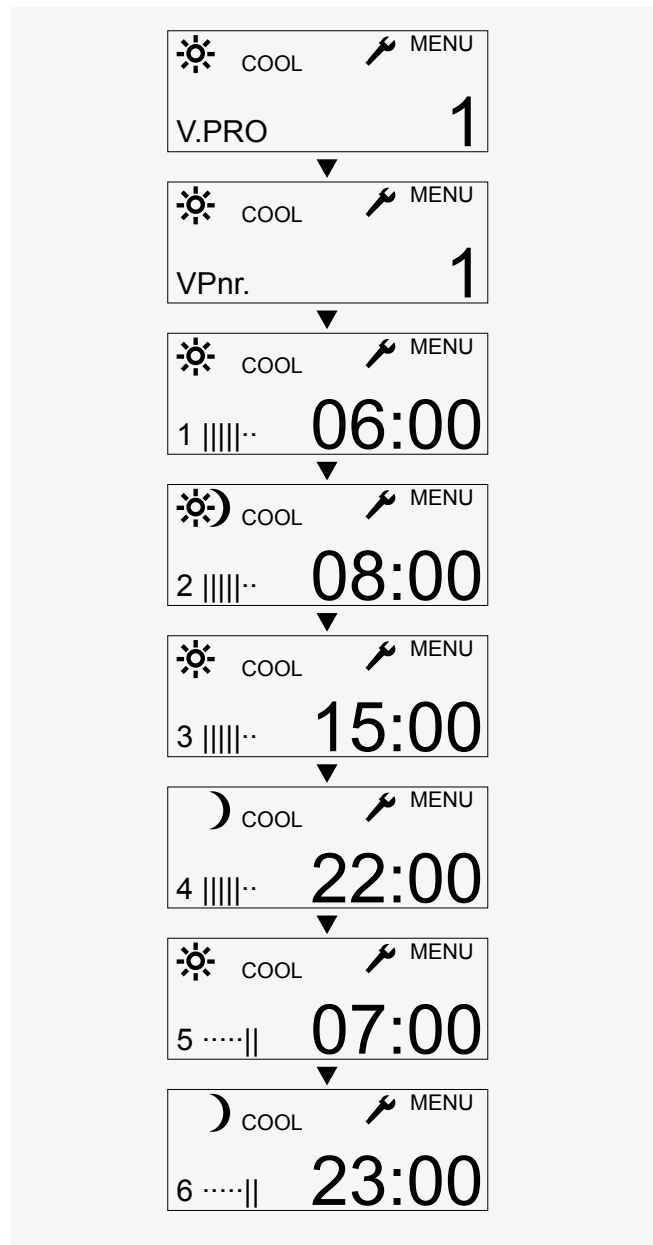 COOL MENU
V.PRO 1
COOL MENU
VPnr. 1
COOL MENU
1 |||||·· 06:00
COOL MENU
2 |||||·· 08:00
COOL MENU
3 |||||·· 15:00
COOL MENU
4 |||||·· 22:00
COOL MENU
5 ·····|| 07:00
COOL MENU
6 ·····|| 23:00